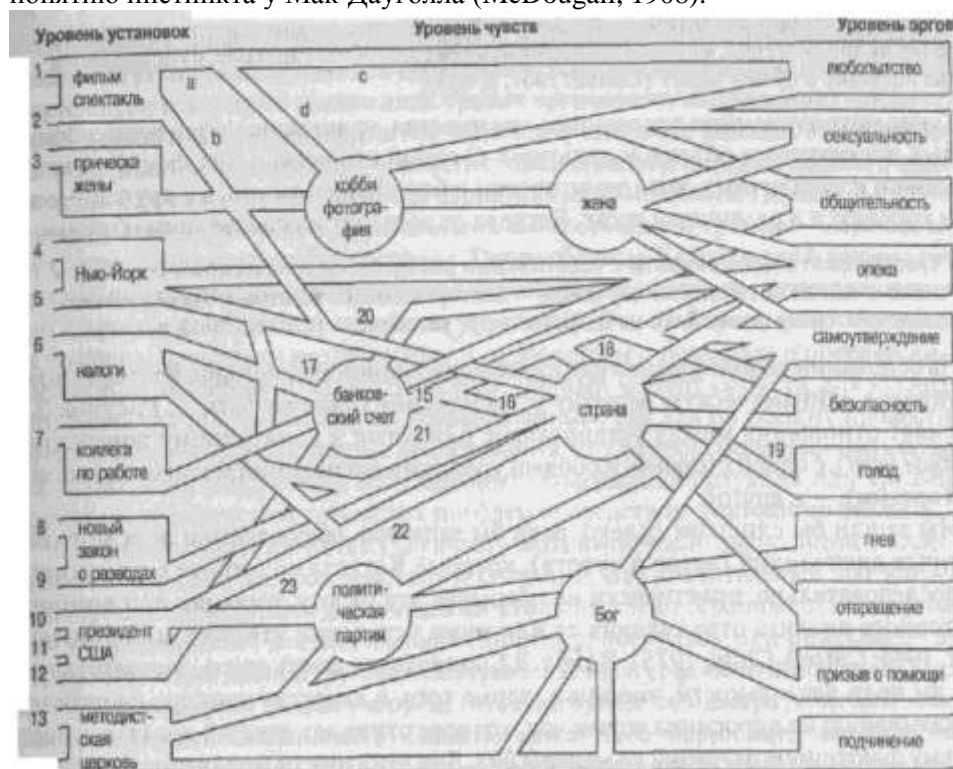 понятию инстинкта у Мак-Дауголла (McDougall, 1908).
Уровень установок
Уровень чувств
Уровень эргов
1
фильм
спектакль
a
c
d
b
любопытство
2
сексуальность
3
прическа
жены
хобби
фотогра-
фия
жена
общительность
4
Нью-Йорк
опека
5
20
6
налоги
17
18
самоутверждение
банков-
ский счет
15
16
21
страна
безопасность
7
коллега
по работе
19
голод
8
новый
закон
о разводах
22
гнев
9
23
10
президент
США
11
12
полити-
ческая
партия
Бог
отвращение
призыв о помощи
13
методист-
ская
церковь
подчинение